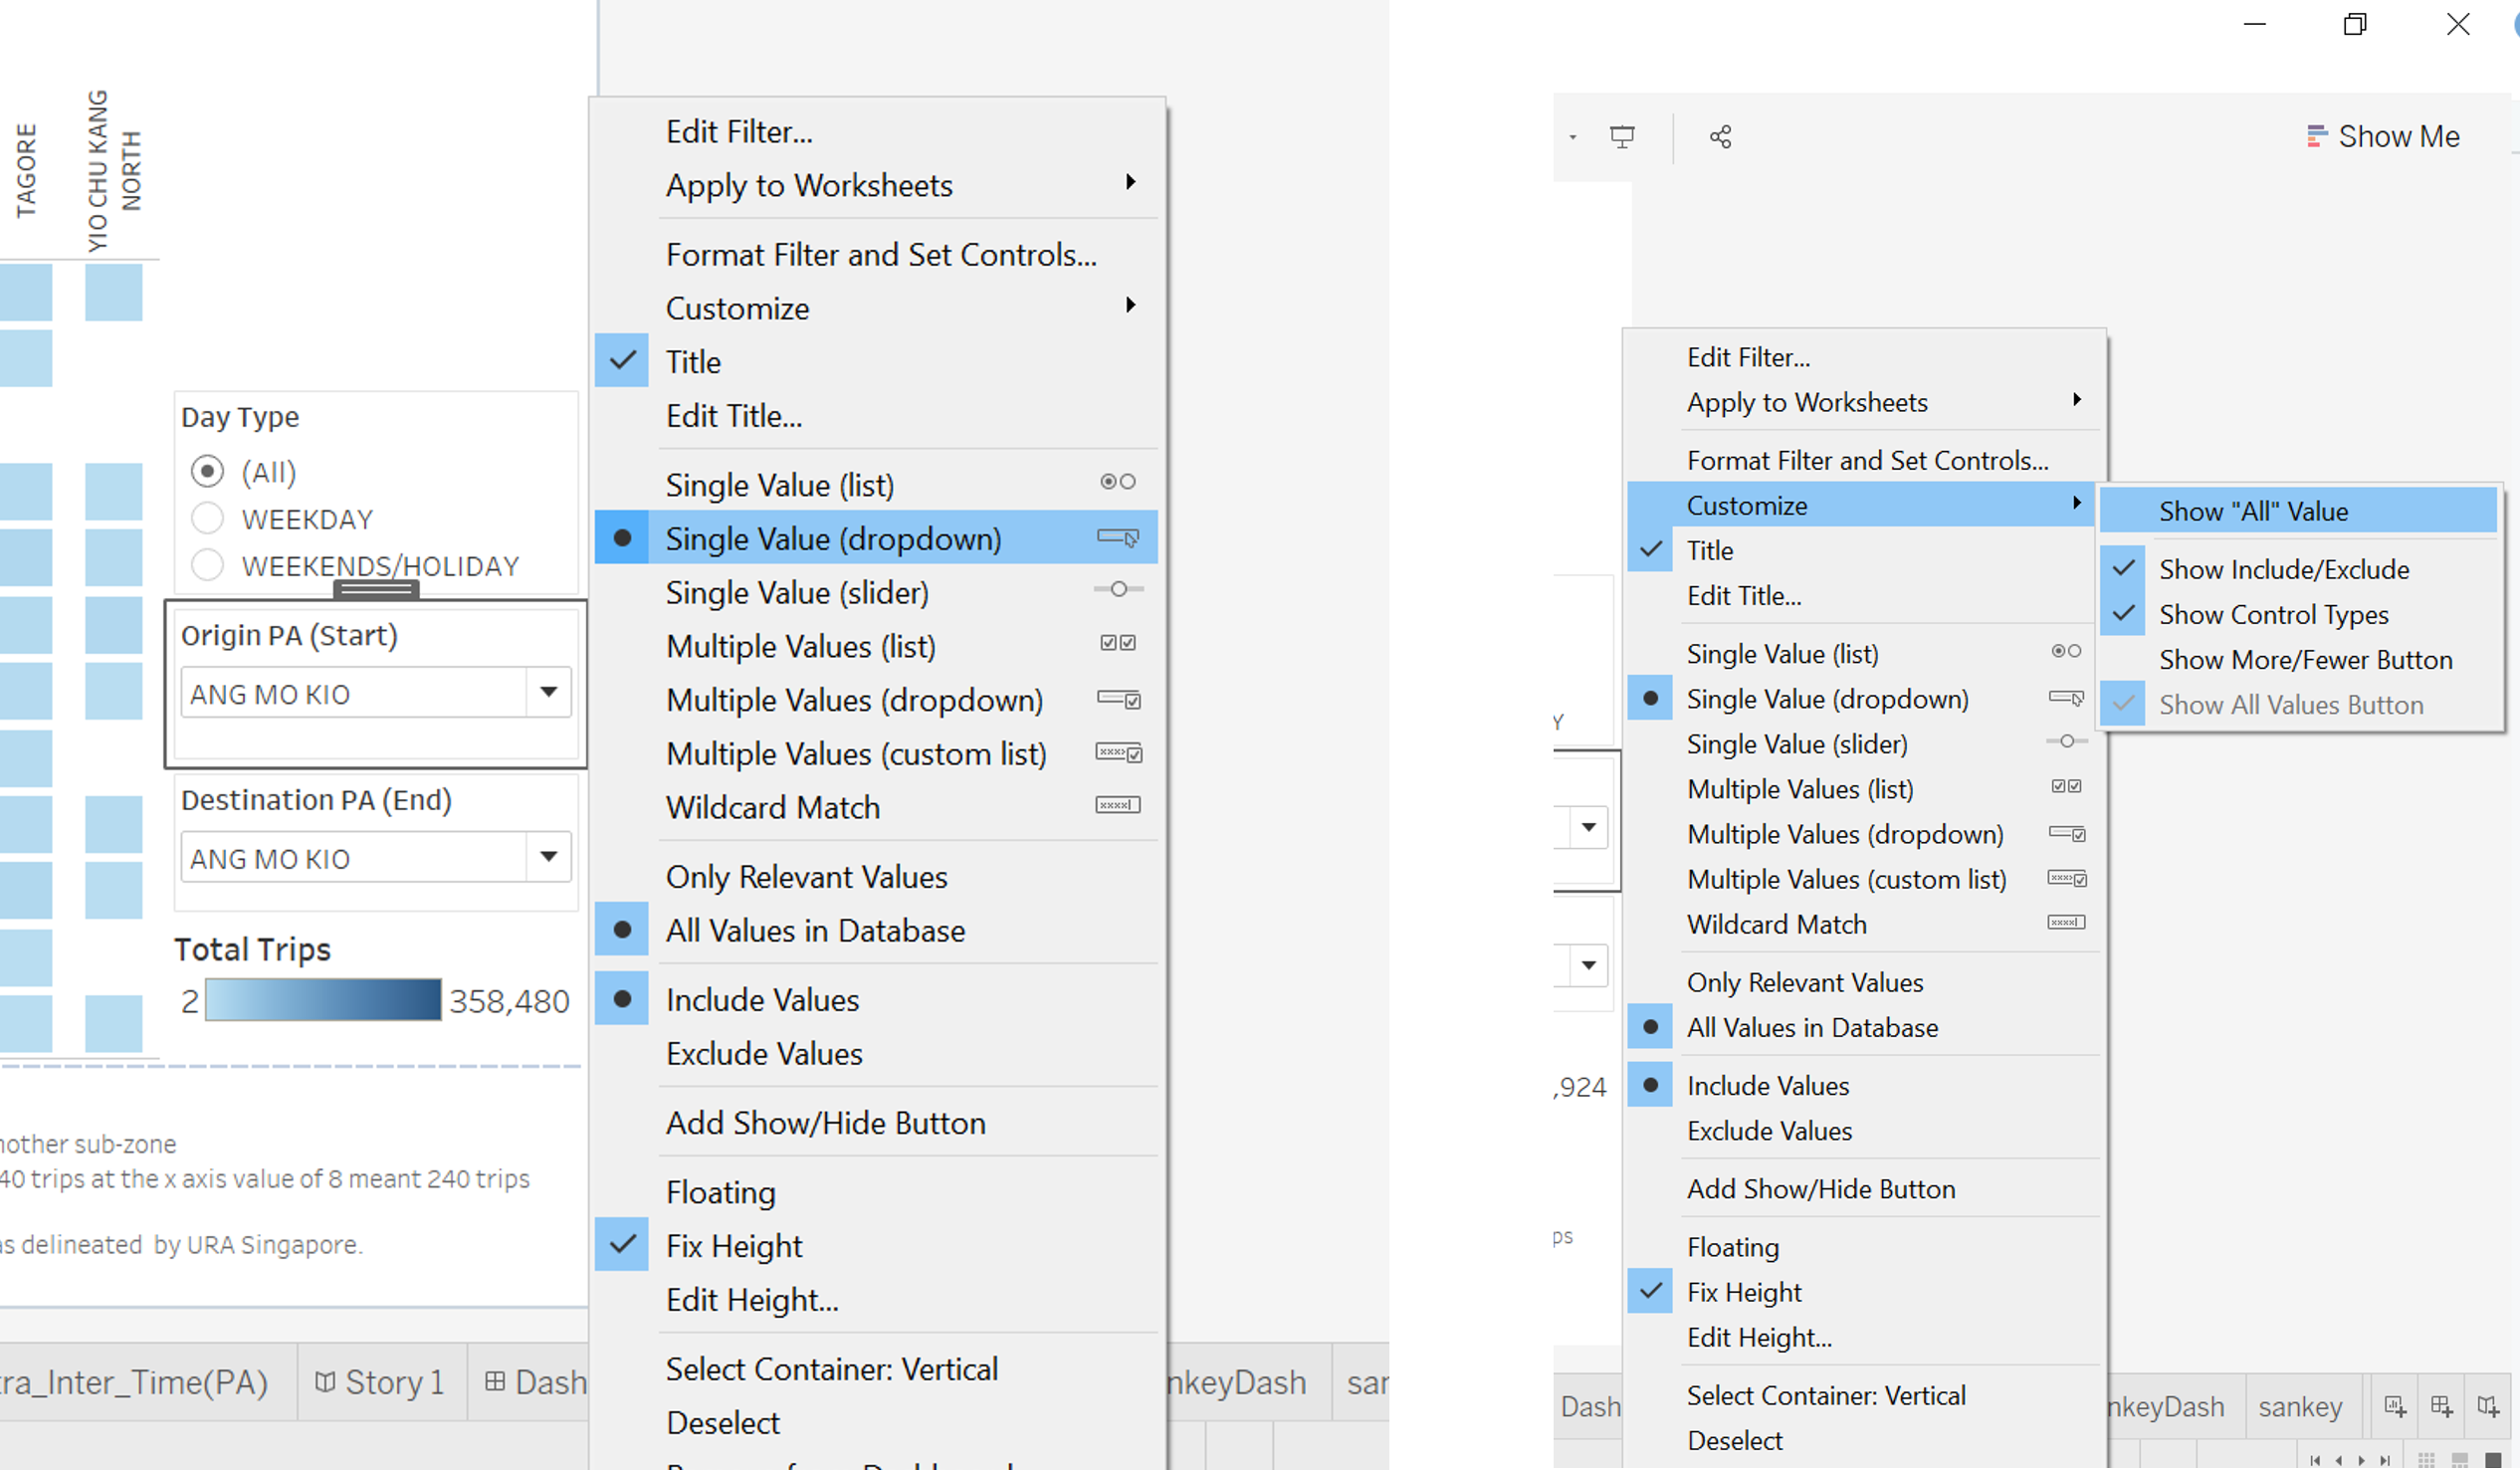 TAGORE
YIO CHU KANG
NORTH
Day Type
(All)
WEEKDAY
WEEKENDS/HOLIDAY
Origin PA (Start)
ANG MO KIO
Destination PA (End)
ANG MO KIO
Total Trips
2 358,480
nother sub-zone
40 trips at the x axis value of 8 meant 240 trips
as delineated by URA Singapore.
tra_Inter_Time(PA) Story 1 Dash nkeyDash sar
Edit Filter...
Apply to Worksheets
Format Filter and Set Controls...
Customize
Title
Edit Title...
Single Value (list)
Single Value (dropdown)
Single Value (slider)
Multiple Values (list)
Multiple Values (dropdown)
Multiple Values (custom list)
Wildcard Match
Only Relevant Values
All Values in Database
Include Values
Exclude Values
Add Show/Hide Button
Floating
Fix Height
Edit Height...
Select Container: Vertical
Deselect
Show Me
Y
,924
ps
Edit Filter...
Apply to Worksheets
Format Filter and Set Controls...
Customize
Title
Edit Title...
Single Value (list)
Single Value (dropdown)
Single Value (slider)
Multiple Values (list)
Multiple Values (dropdown)
Multiple Values (custom list)
Wildcard Match
Only Relevant Values
All Values in Database
Include Values
Exclude Values
Add Show/Hide Button
Floating
Fix Height
Edit Height...
Select Container: Vertical
Deselect
Show "All" Value
Show Include/Exclude
Show Control Types
Show More/Fewer Button
Show All Values Button
Dash nkeyDash sankey